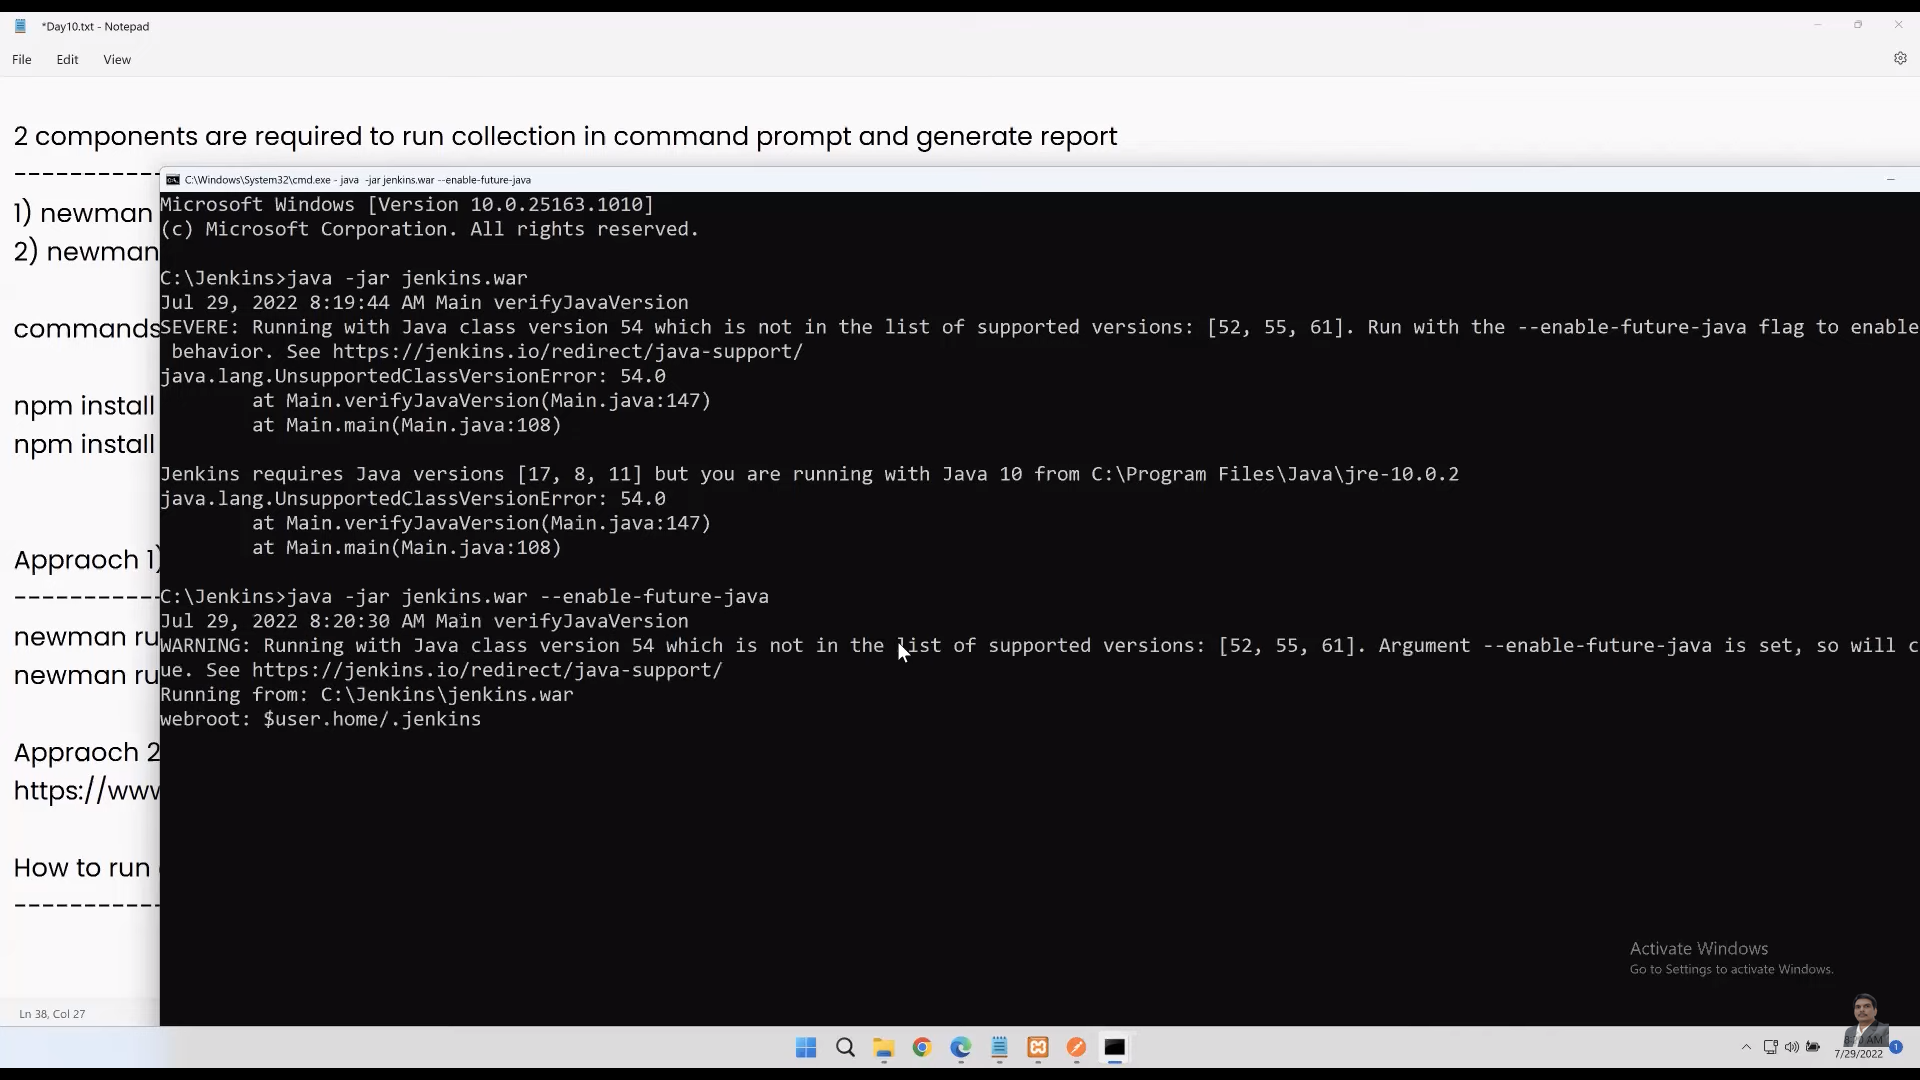 *Day10.txt - Notepad
File Edit View
2 components are required to run collection in command prompt and generate report
-----------
C:\Windows\System32\cmd.exe - java -jar jenkins.war --enable-future-java
1) newman
2) newman
commands
npm install
npm install
Appraoch 1)
-----------
newman ru
newman ru
Appraoch 2
https://www
How to run
-----------
Microsoft Windows [Version 10.0.25163.1010]
(c) Microsoft Corporation. All rights reserved.
C:\Jenkins>java -jar jenkins.war
Jul 29, 2022 8:19:44 AM Main verifyJavaVersion
SEVERE: Running with Java class version 54 which is not in the list of supported versions: [52, 55, 61]. Run with the --enable-future-java flag to enable
behavior. See https://jenkins.io/redirect/java-support/
java.lang.UnsupportedClassVersionError: 54.0
at Main.verifyJavaVersion(Main.java:147)
at Main.main(Main.java:108)
Jenkins requires Java versions [17, 8, 11] but you are running with Java 10 from C:\Program Files\Java\jre-10.0.2
java.lang.UnsupportedClassVersionError: 54.0
at Main.verifyJavaVersion(Main.java:147)
at Main.main(Main.java:108)
C:\Jenkins>java -jar jenkins.war --enable-future-java
Jul 29, 2022 8:20:30 AM Main verifyJavaVersion
WARNING: Running with Java class version 54 which is not in the list of supported versions: [52, 55, 61]. Argument --enable-future-java is set, so will c
ue. See https://jenkins.io/redirect/java-support/
Running from: C:\Jenkins\jenkins.war
webroot: $user.home/.jenkins
Activate Windows
Go to Settings to activate Windows.
Ln 38, Col 27
7/29/2022
1